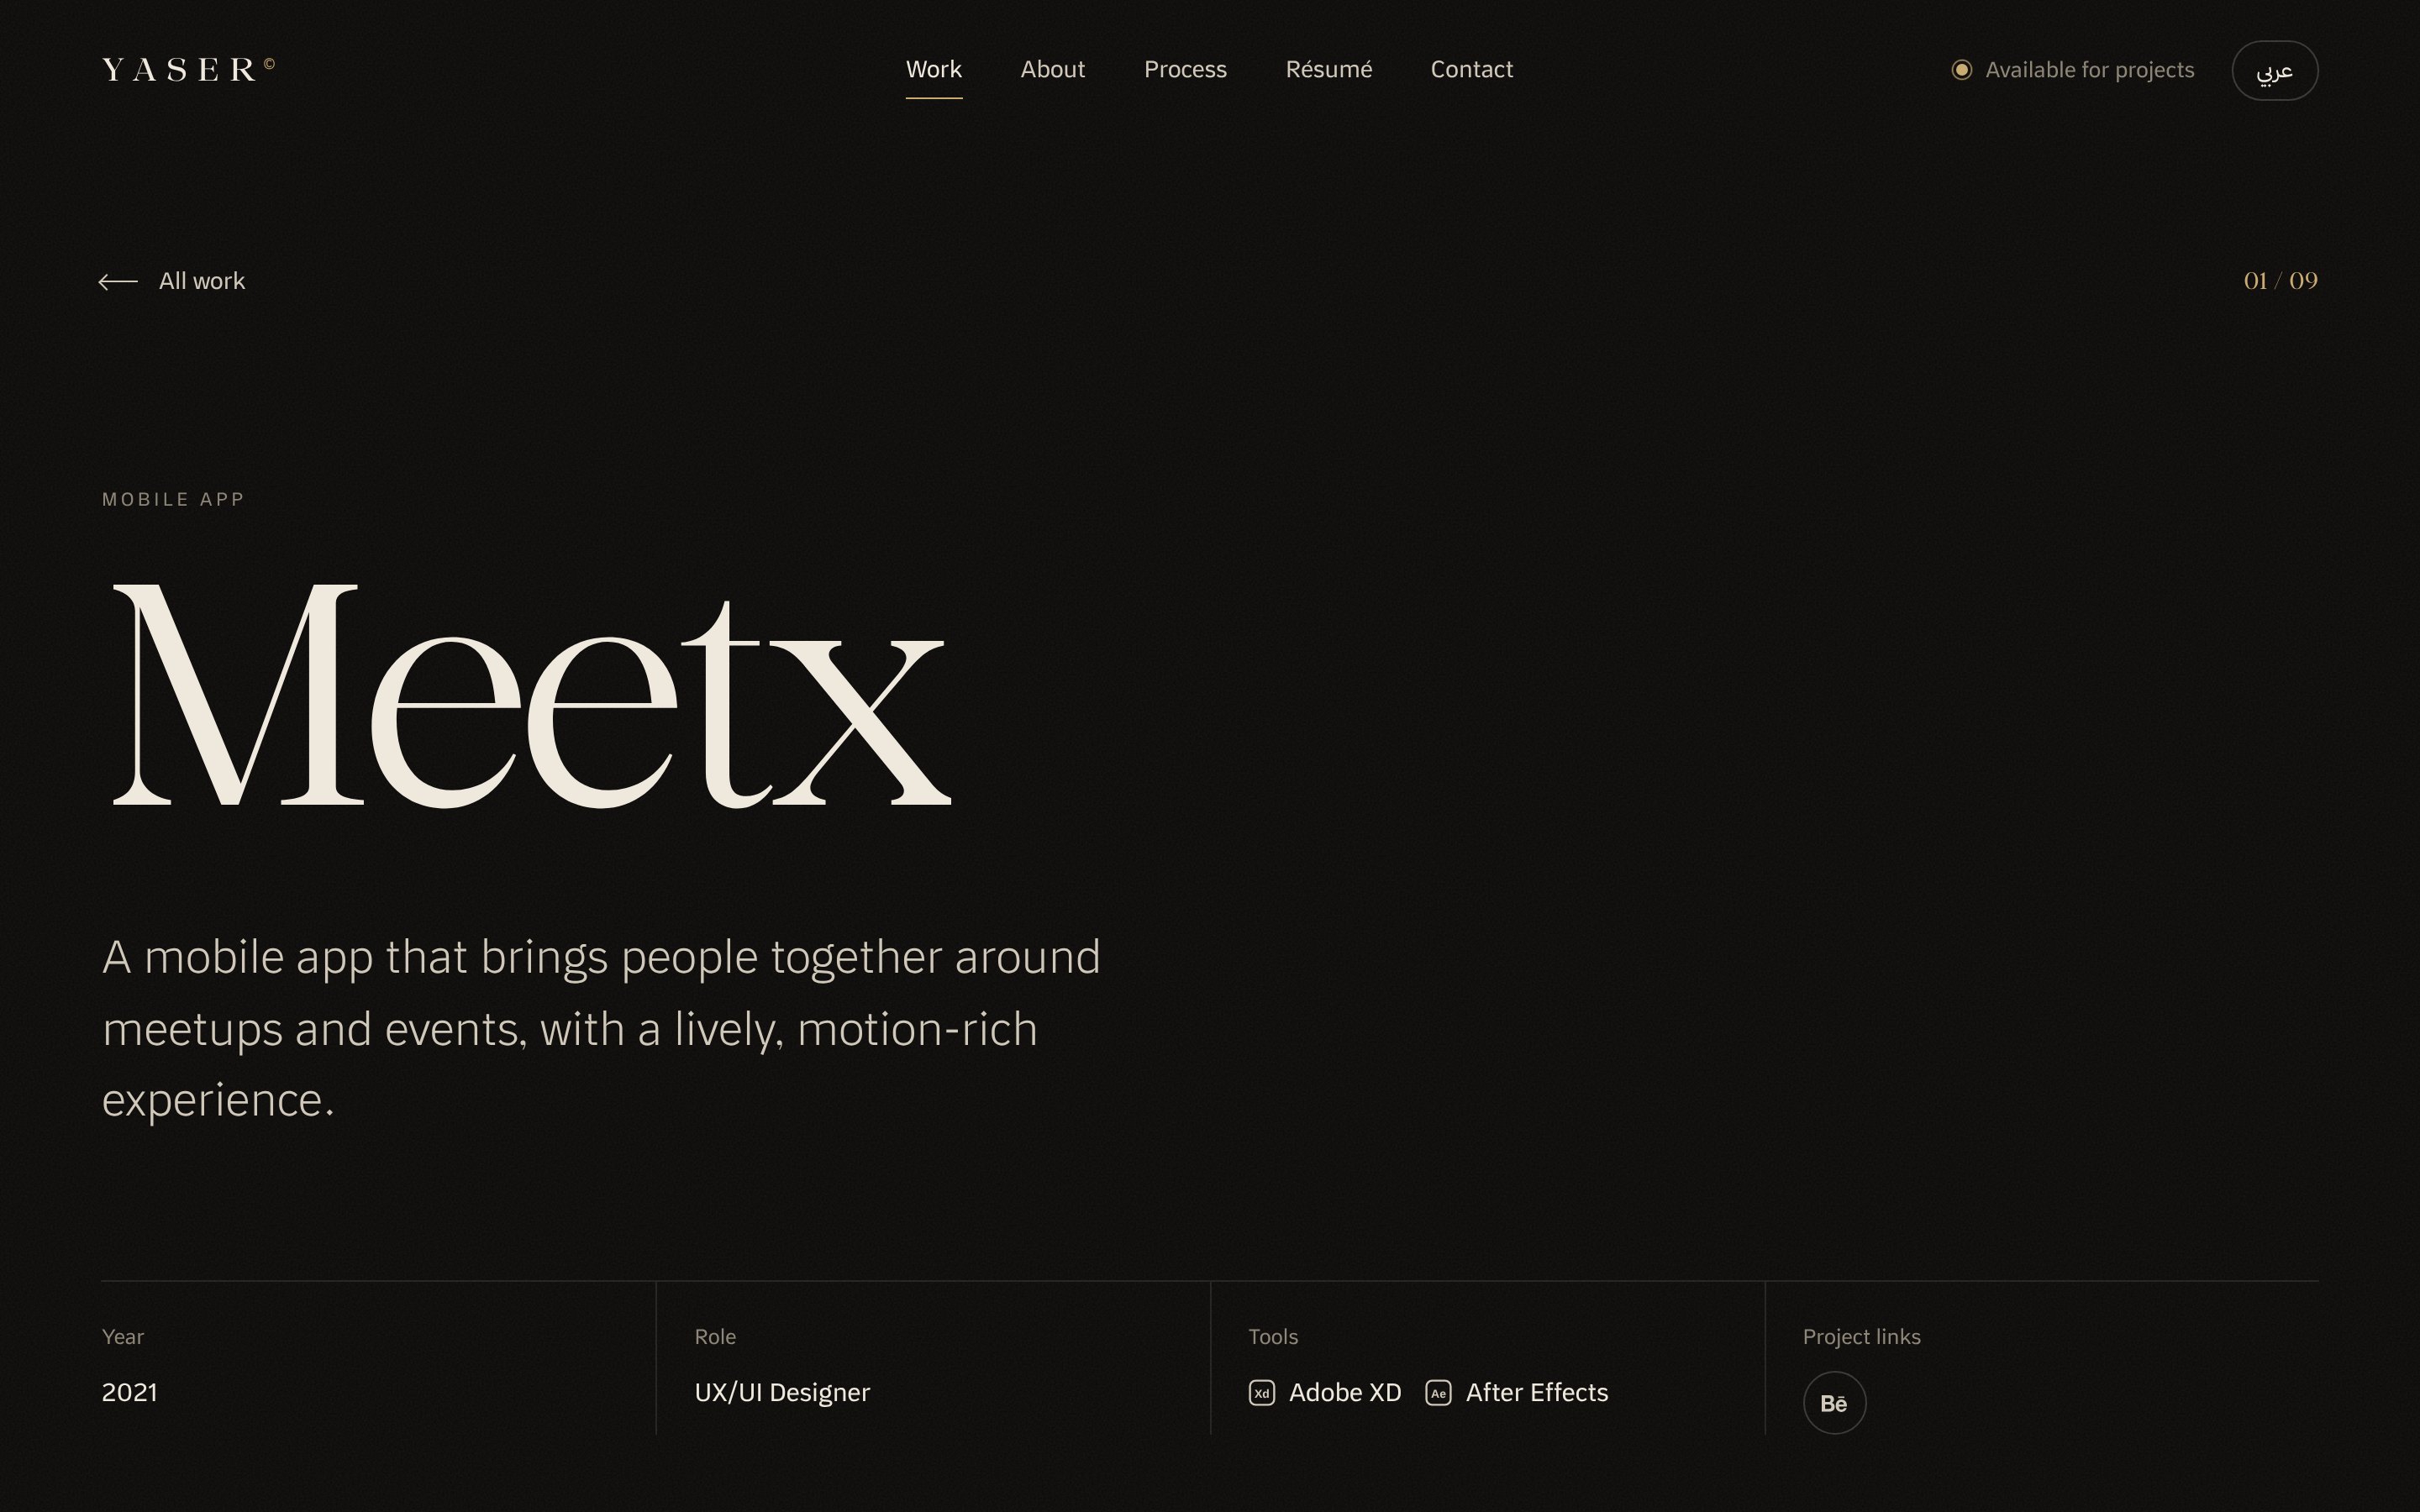 YASER©
Work
About
Process
Résumé
Contact
Available for projects
عربي
All work
01 / 09
MOBILE APP
Meetx
A mobile app that brings people together around
meetups and events, with a lively, motion-rich
experience.
Year
2021
Role
UX/UI Designer
Tools
Xd Adobe XD
Ae After Effects
Project links
Bē